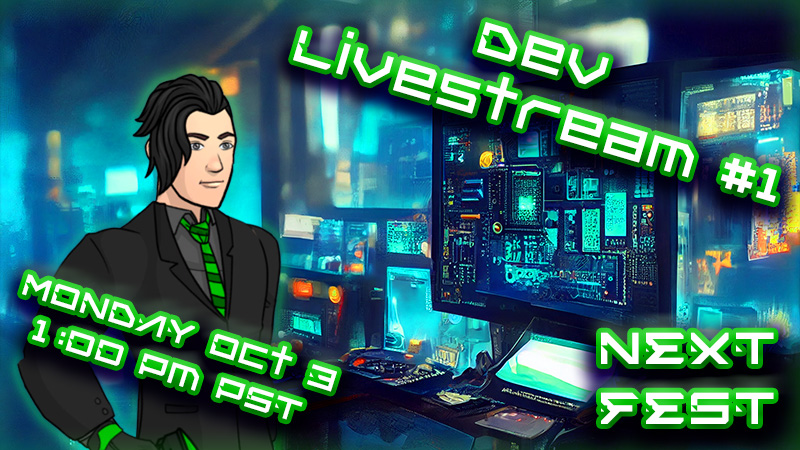 Dev
Livestream #1
Monday Oct 3
1:00 PM PST
NEXT
FEST